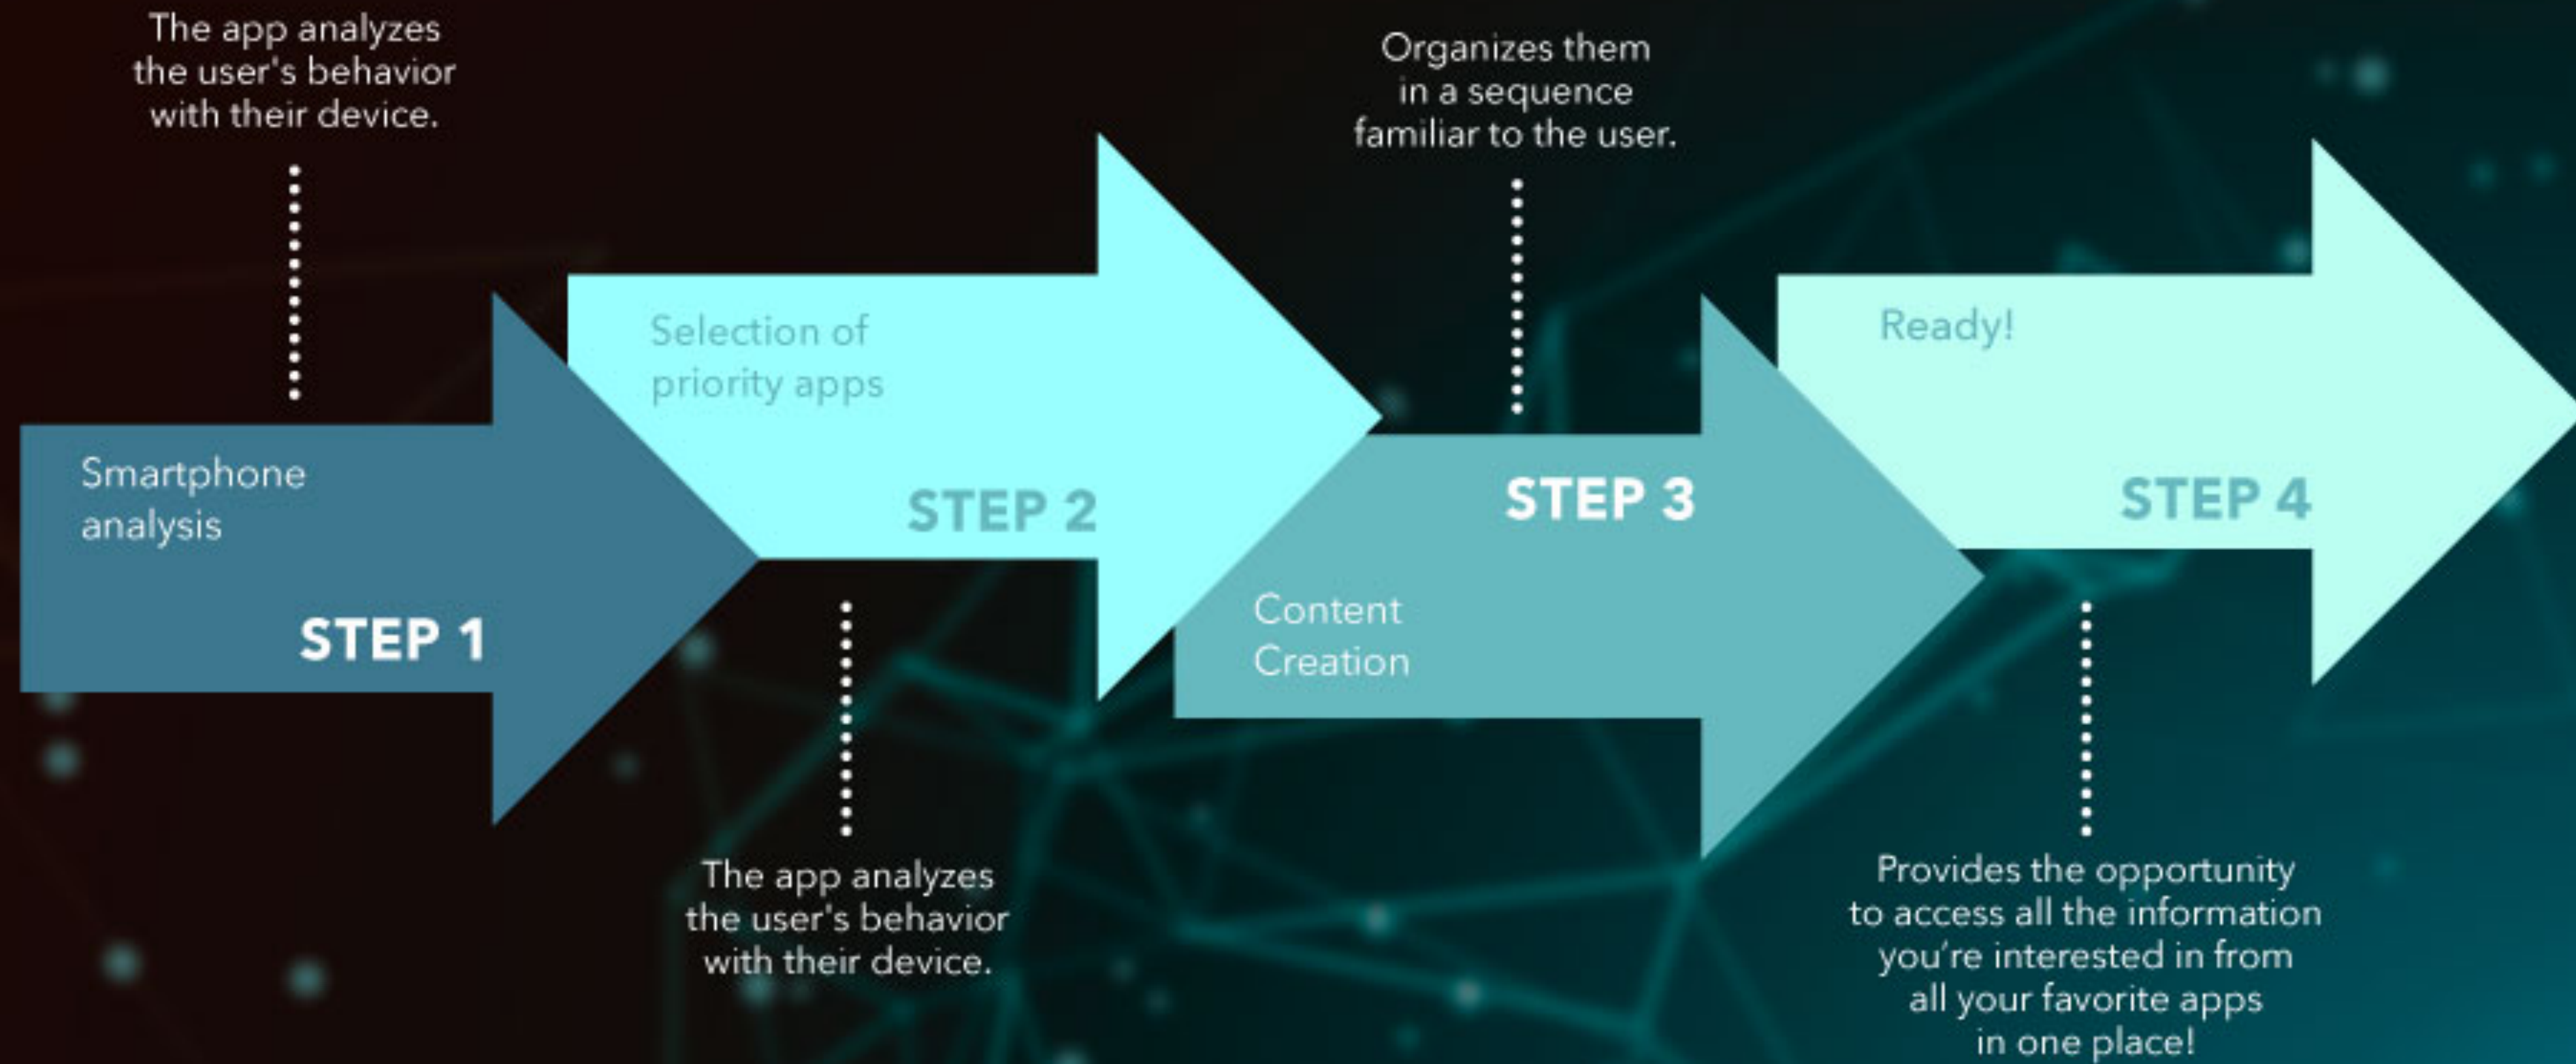 The app analyzes
the user's behavior
with their device.
Smartphone
analysis
STEP 1
Selection of
priority apps
STEP 2
The app analyzes
the user's behavior
with their device.
Organizes them
in a sequence
familiar to the user.
STEP 3
Content
Creation
Ready!
STEP 4
Provides the opportunity
to access all the information
you’re interested in from
all your favorite apps
in one place!